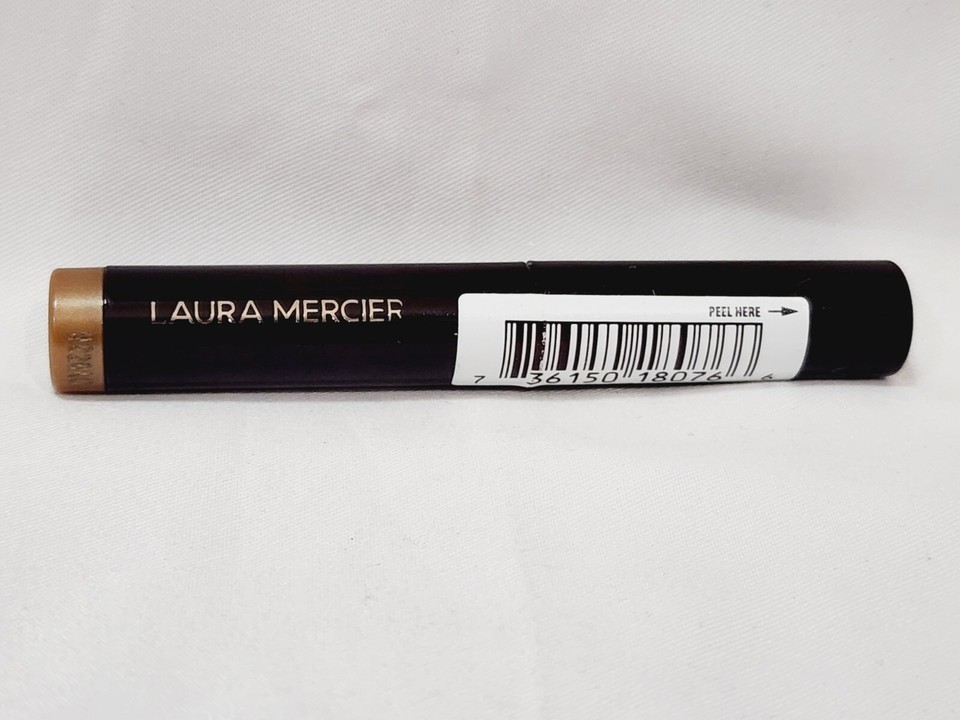 LAURA MERCIER
PEEL HERE
7 36150 18076 6